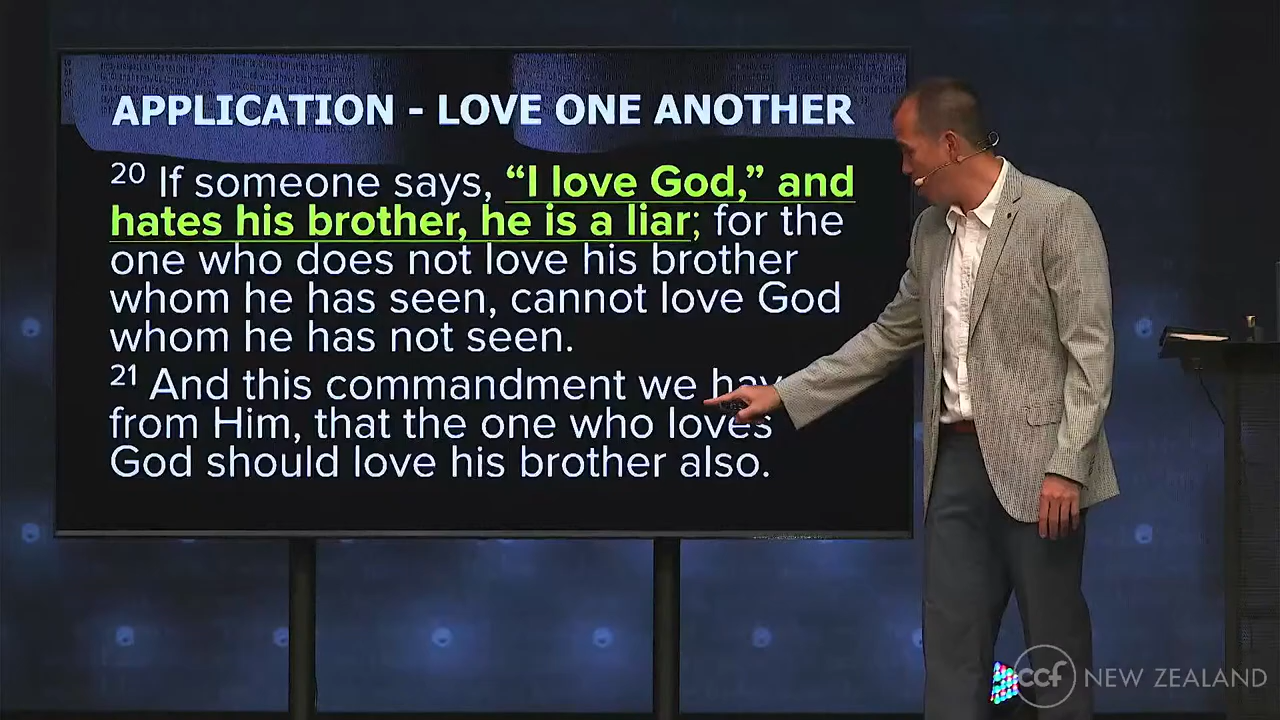 APPLICATION - LOVE ONE ANOTHER
20 If someone says, “I love God,” and
hates his brother, he is a liar; for the
one who does not love his brother
whom he has seen, cannot love God
whom he has not seen.
21 And this commandment we have
from Him, that the one who loves
God should love his brother also.
ccf NEW ZEALAND